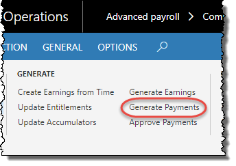 Operations Advanced payroll > Com
CTION GENERAL OPTIONS
GENERATE
Create Earnings from Time Generate Earnings
Update Entitlements Generate Payments
Update Accumulators Approve Payments